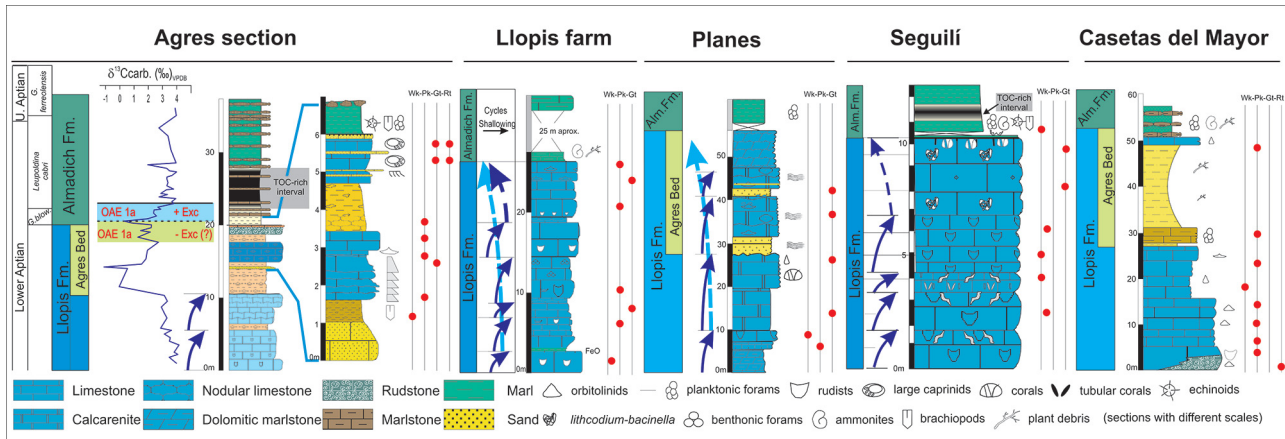 Agres section
Llopis farm
Planes
Seguilí
Casetas del Mayor
U. Aptian
Lower Aptian
G. ferreolensis
Leupoldina cabri
G.blow.
Almadich Fm.
Llopis Fm.
Agres Bed
δ13Ccarb. (‰)VPDB
-1 0 1 2 3 4
OAE 1a + Exc
OAE 1a - Exc (?)
30
20
10
0m
TOC-rich interval
Wk-Pk-Gt-Rt
6
5
4
3
2
1
0m
Almadich Fm.
Llopis Fm.
Cycles
Shallowing
25 m aprox.
Wk-Pk-Gt
20
10
FeO
0m
Alm.Fm.
Llopis Fm.
Agres Bed
Wk-Pk-Gt
50
40
30
20
10
0m
Alm.Fm.
Llopis Fm.
TOC-rich interval
Wk-Pk-Gt
10
5
0m
Alm.Fm.
Llopis Fm.
Agres Bed
Wk-Pk-Gt-Rt
60
50
40
30
20
10
0m
Limestone Nodular limestone Rudstone Marl orbitolinids planktonic forams rudists large caprinids corals tubular corals echinoids
Calcarenite Dolomitic marlstone Marlstone Sand lithcodium-bacinella benthonic forams ammonites brachiopods plant debris (sections with different scales)